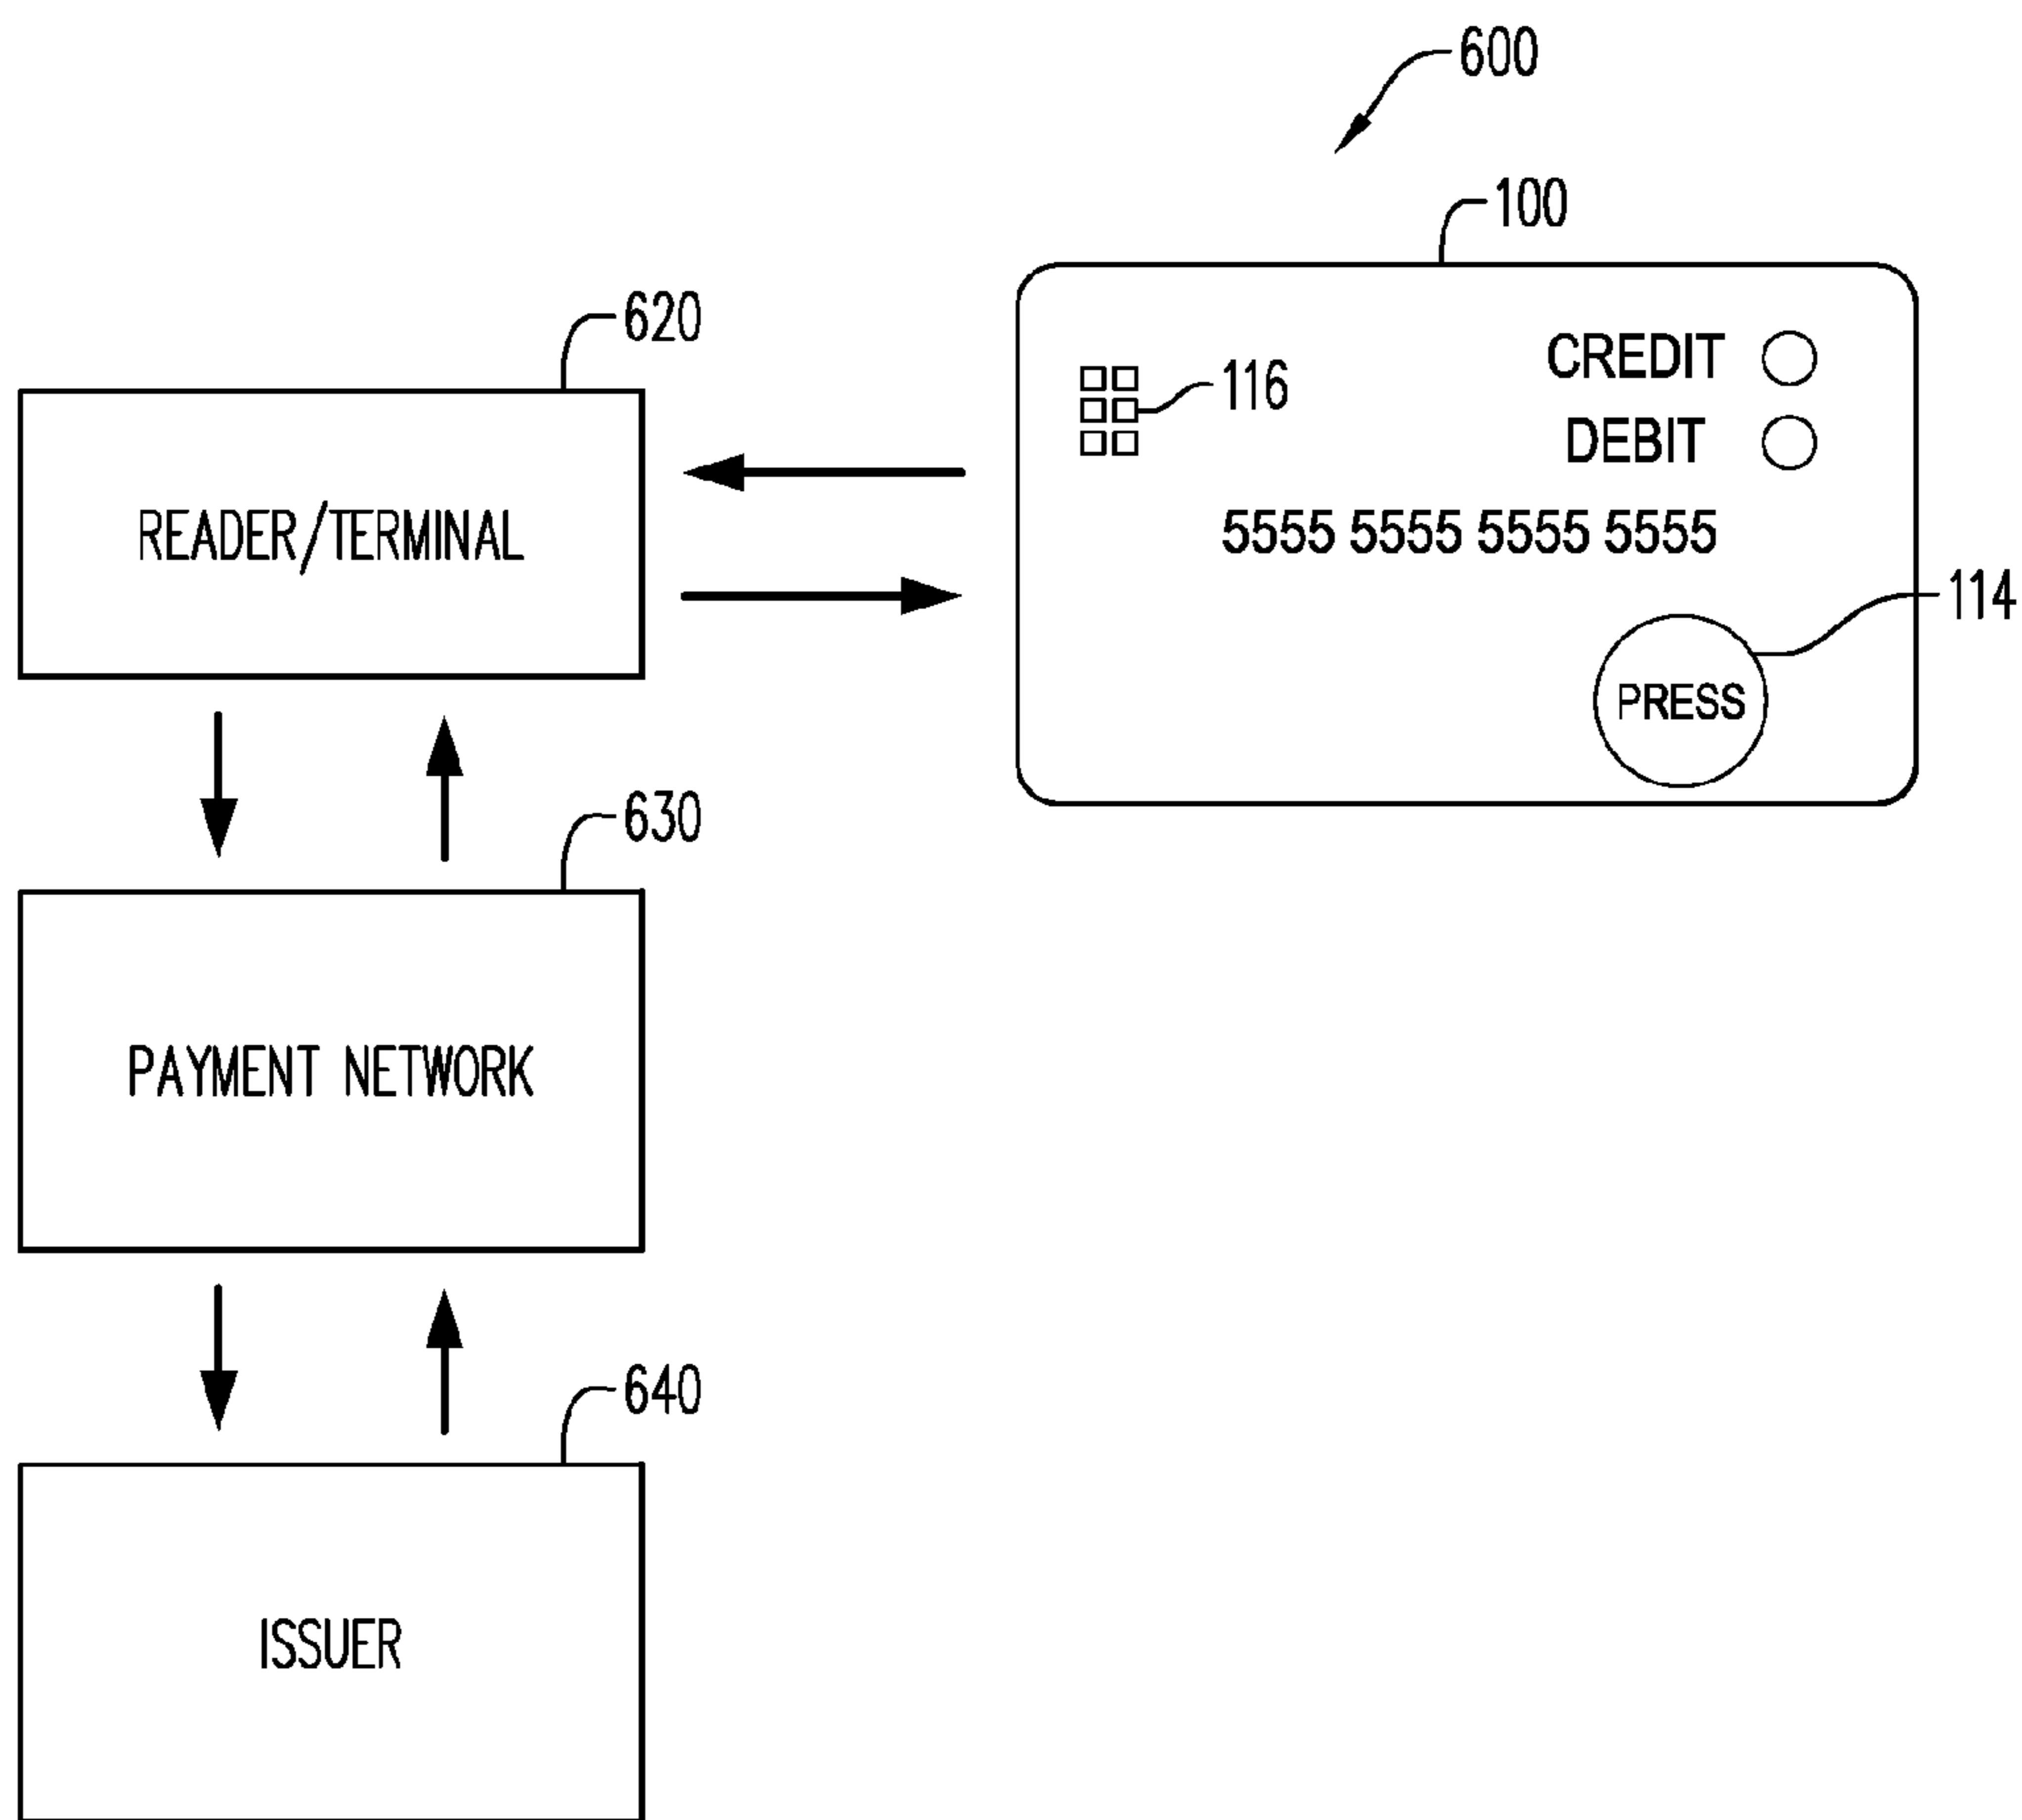 600
100
620
CREDIT
116
DEBIT
READER/TERMINAL
5555 5555 5555 5555
114
PRESS
630
PAYMENT NETWORK
640
ISSUER